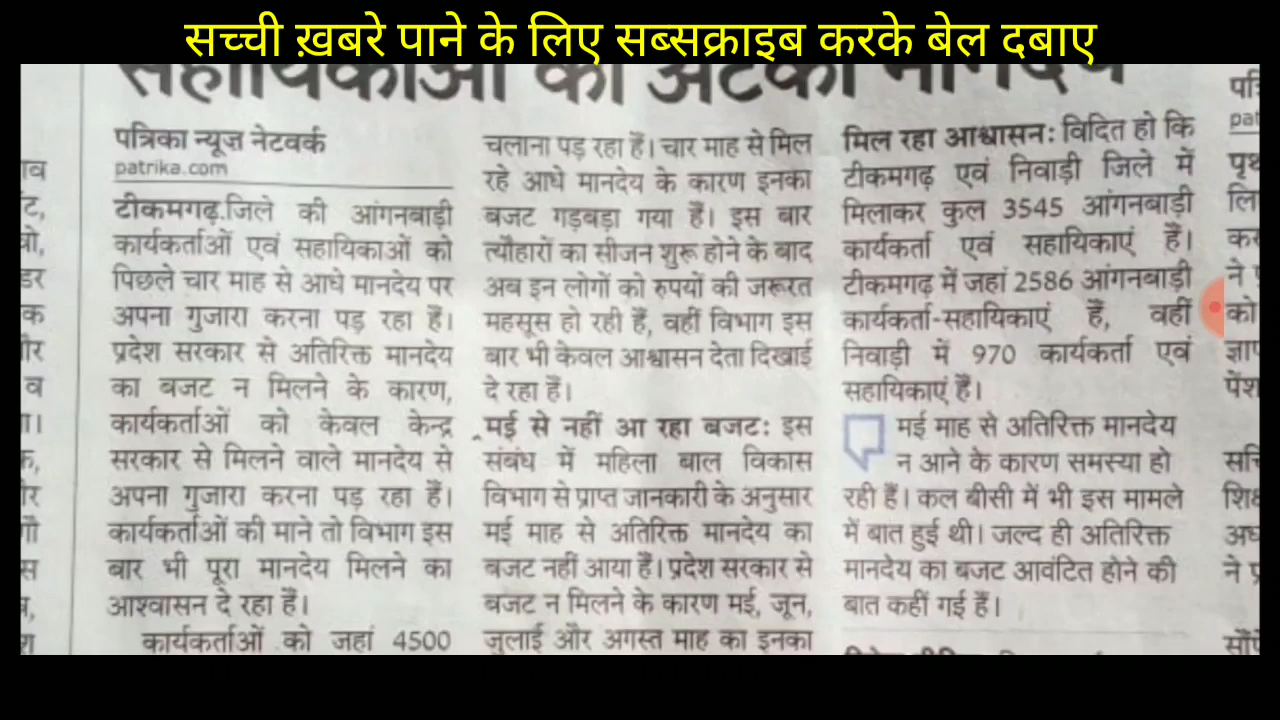 सच्ची ख़बरे पाने के लिए सब्सक्राइब करके बेल दबाए
सहायिकाओं का अटका मानदेय
पत्रिका न्यूज नेटवर्क
patrika.com
टीकमगढ़.जिले की आंगनबाड़ी
कार्यकर्ताओं एवं सहायिकाओं को
पिछले चार माह से आधे मानदेय पर
अपना गुजारा करना पड़ रहा है।
प्रदेश सरकार से अतिरिक्त मानदेय
का बजट न मिलने के कारण,
कार्यकर्ताओं को केवल केन्द्र
सरकार से मिलने वाले मानदेय से
अपना गुजारा करना पड़ रहा है।
कार्यकर्ताओं की माने तो विभाग इस
बार भी पूरा मानदेय मिलने का
आश्वासन दे रहा है।
कार्यकर्ताओं को जहां 4500
चलाना पड़ रहा है। चार माह से मिल
रहे आधे मानदेय के कारण इनका
बजट गड़बड़ा गया है। इस बार
त्यौहारों का सीजन शुरू होने के बाद
अब इन लोगों को रुपयों की जरूरत
महसूस हो रही है, वहीं विभाग इस
बार भी केवल आश्वासन देता दिखाई
दे रहा है।
मई से नहीं आ रहा बजट: इस
संबंध में महिला बाल विकास
विभाग से प्राप्त जानकारी के अनुसार
मई माह से अतिरिक्त मानदेय का
बजट नहीं आया है। प्रदेश सरकार से
बजट न मिलने के कारण मई, जून,
जुलाई और अगस्त माह का इनका
मिल रहा आश्वासन: विदित हो कि
टीकमगढ़ एवं निवाड़ी जिले में
मिलाकर कुल 3545 आंगनबाड़ी
कार्यकर्ता एवं सहायिकाएं है।
टीकमगढ़ में जहां 2586 आंगनबाड़ी
कार्यकर्ता-सहायिकाएं है, वहीं
निवाड़ी में 970 कार्यकर्ता एवं
सहायिकाएं है।
मई माह से अतिरिक्त मानदेय
न आने के कारण समस्या हो
रही है। कल बीसी में भी इस मामले
में बात हुई थी। जल्द ही अतिरिक्त
मानदेय का बजट आवंटित होने की
बात कहीं गई है।